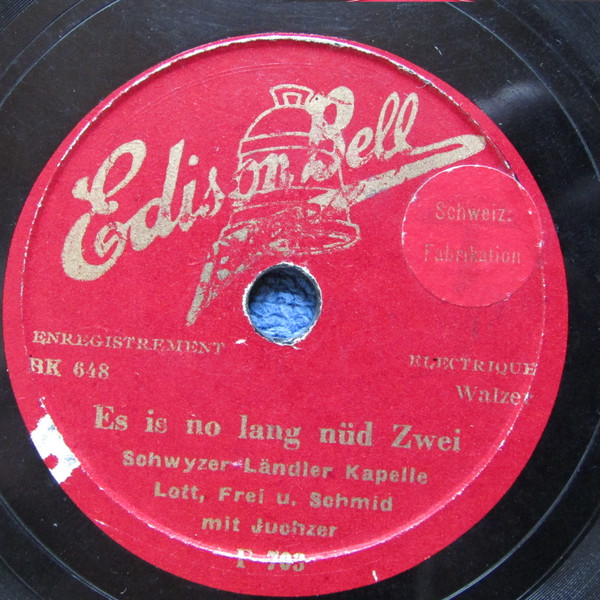 Edison Bell
Schweiz.
Fabrikation
ENREGISTREMENT
ELECTRIQUE
BK 648
Walzer
Es is no lang nüd Zwei
Schwyzer-Ländler Kapelle
Lott, Frei u. Schmid
mit Juchzer
F 703